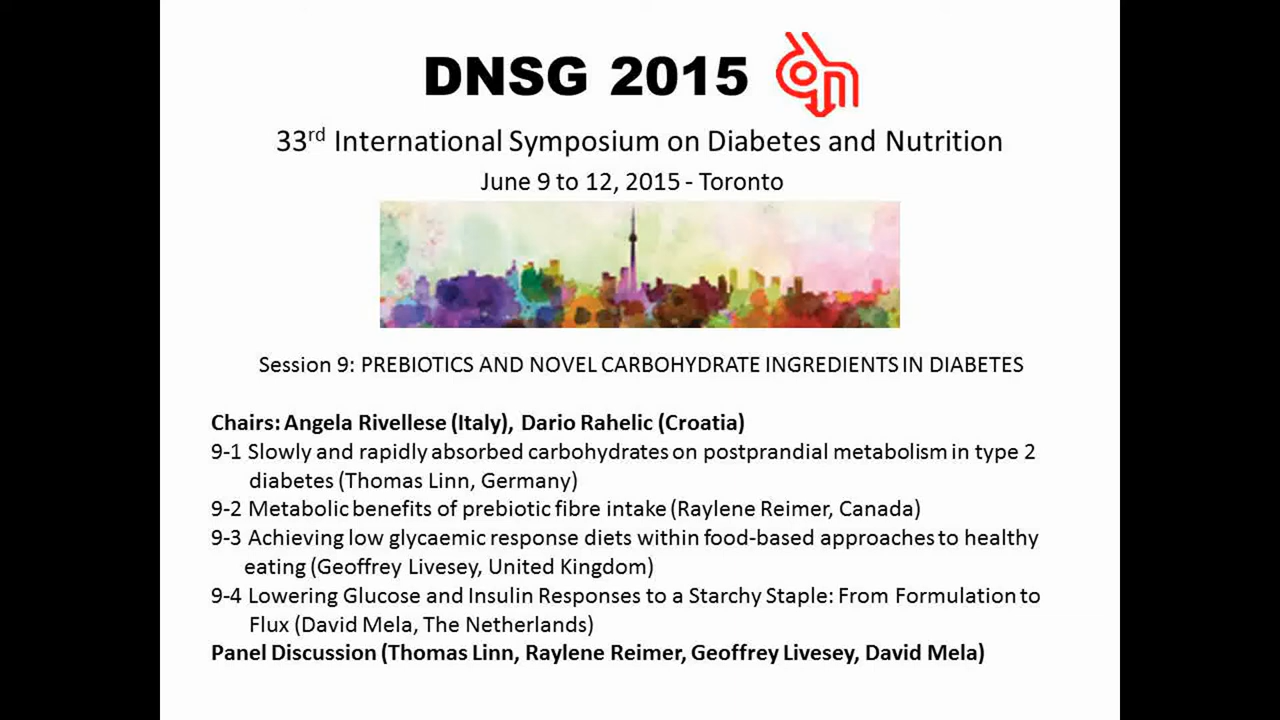 DNSG 2015
33rd International Symposium on Diabetes and Nutrition
June 9 to 12, 2015 - Toronto
Session 9: PREBIOTICS AND NOVEL CARBOHYDRATE INGREDIENTS IN DIABETES
Chairs: Angela Rivellese (Italy), Dario Rahelic (Croatia)
9-1 Slowly and rapidly absorbed carbohydrates on postprandial metabolism in type 2
diabetes (Thomas Linn, Germany)
9-2 Metabolic benefits of prebiotic fibre intake (Raylene Reimer, Canada)
9-3 Achieving low glycaemic response diets within food-based approaches to healthy
eating (Geoffrey Livesey, United Kingdom)
9-4 Lowering Glucose and Insulin Responses to a Starchy Staple: From Formulation to
Flux (David Mela, The Netherlands)
Panel Discussion (Thomas Linn, Raylene Reimer, Geoffrey Livesey, David Mela)